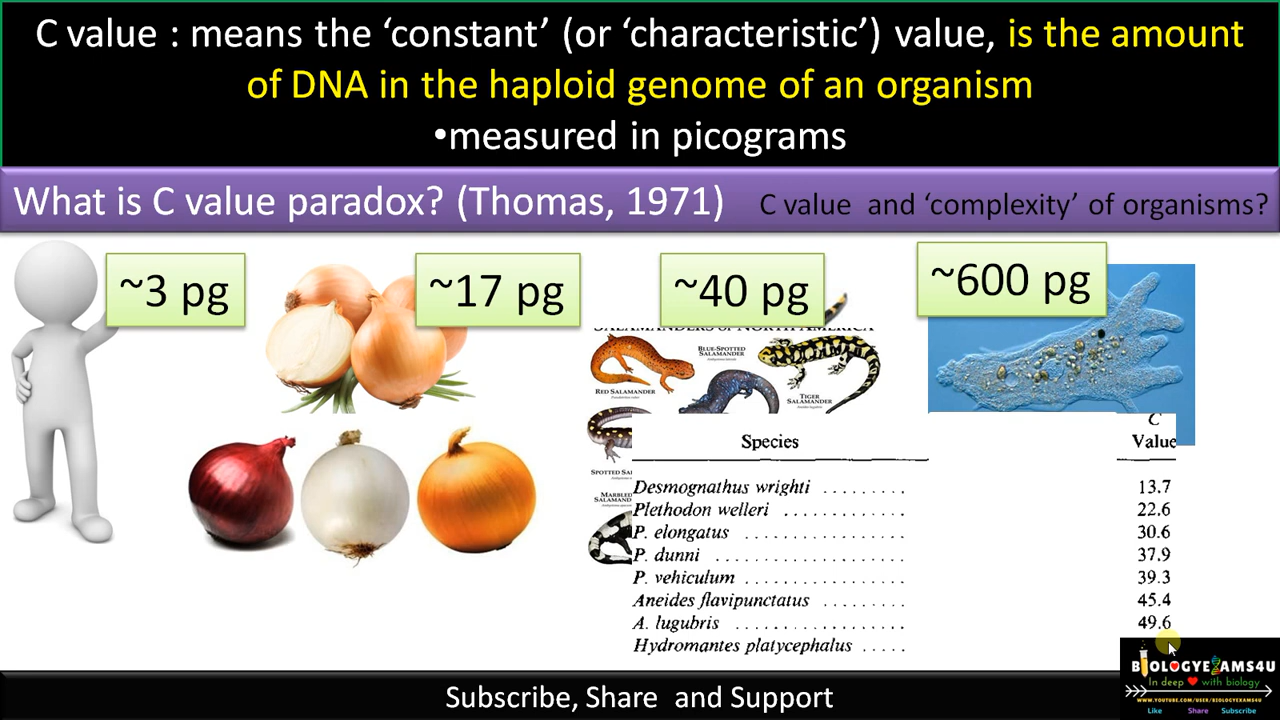 C value : means the ‘constant’ (or ‘characteristic’) value, is the amount
of DNA in the haploid genome of an organism
•measured in picograms
What is C value paradox? (Thomas, 1971)
C value and ‘complexity’ of organisms?
~3 pg
~17 pg
~40 pg
~600 pg
SALAMANDERS of NORTH AMERICA
BLUE-SPOTTED
SALAMANDER
RED SALAMANDER
TIGER
SALAMANDER
SPOTTED SA
MARBLED
SALAMAND
C
Species Value
Desmognathus wrighti ......... 13.7
Plethodon welleri ............. 22.6
P. elongatus .................. 30.6
P. dunni ..................... 37.9
P. vehiculum .................. 39.3
Aneides flavipunctatus ......... 45.4
A. lugubris ................... 49.6
Hydromantes platycephalus .....
BIOLOGYEXAMS4U
In deep with biology
WWW.YOUTUBE.COM/USER/BIOLOGYEXAMS4U
Like Share Subscribe
Subscribe, Share and Support